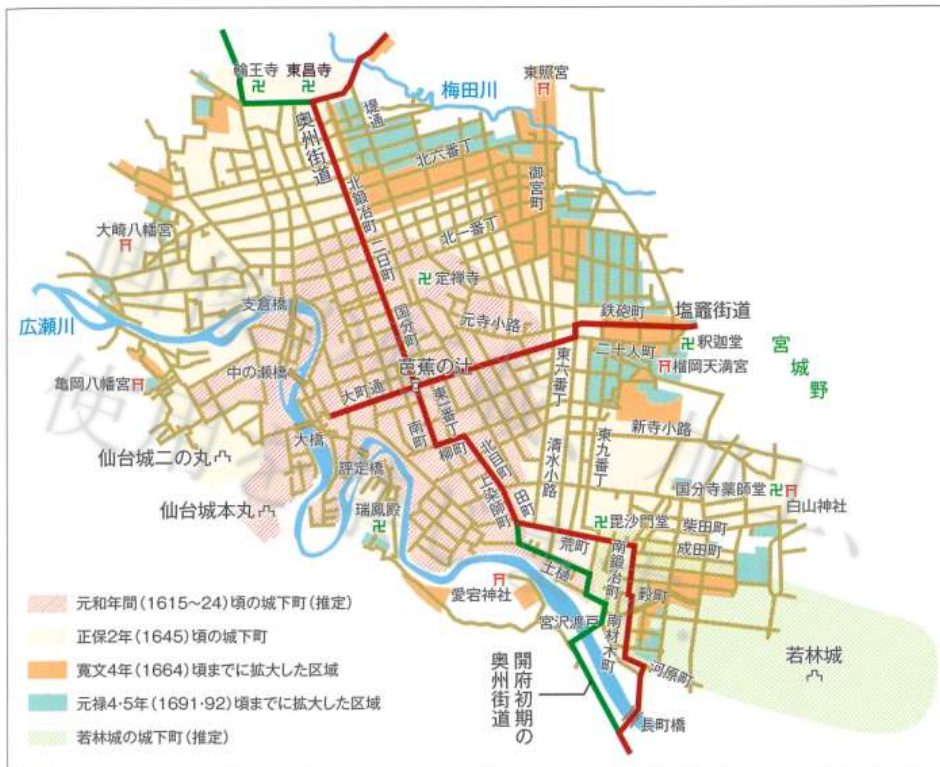 輪王寺
東昌寺
梅田川
東照宮
堤通
奥州街道
北六番丁
御宮町
北鍛冶町
北一番丁
二日町
大崎八幡宮
定禅寺
支倉橋
国分町
元寺小路
鉄砲町
塩竈街道
広瀬川
釈迦堂
二十人町
榴岡天満宮
宮城野
芭蕉の辻
東六番丁
中の瀬橋
亀岡八幡宮
大町通
東一番丁
新寺小路
南町
柳町
北目町
清水小路
東九番丁
大橋
評定橋
仙台城二の丸
上染師町
田町
国分寺薬師堂
白山神社
仙台城本丸
瑞鳳殿
毘沙門堂
柴田町
荒町
成田町
土樋
南鍛冶町
穀町
愛宕神社
宮沢渡戸
南材木町
若林城
河原町
開府初期の
奥州街道
長町橋
元和年間(1615~24)頃の城下町(推定)
正保2年(1645)頃の城下町
寛文4年(1664)頃までに拡大した区域
元禄4・5年(1691・92)頃までに拡大した区域
若林城の城下町(推定)